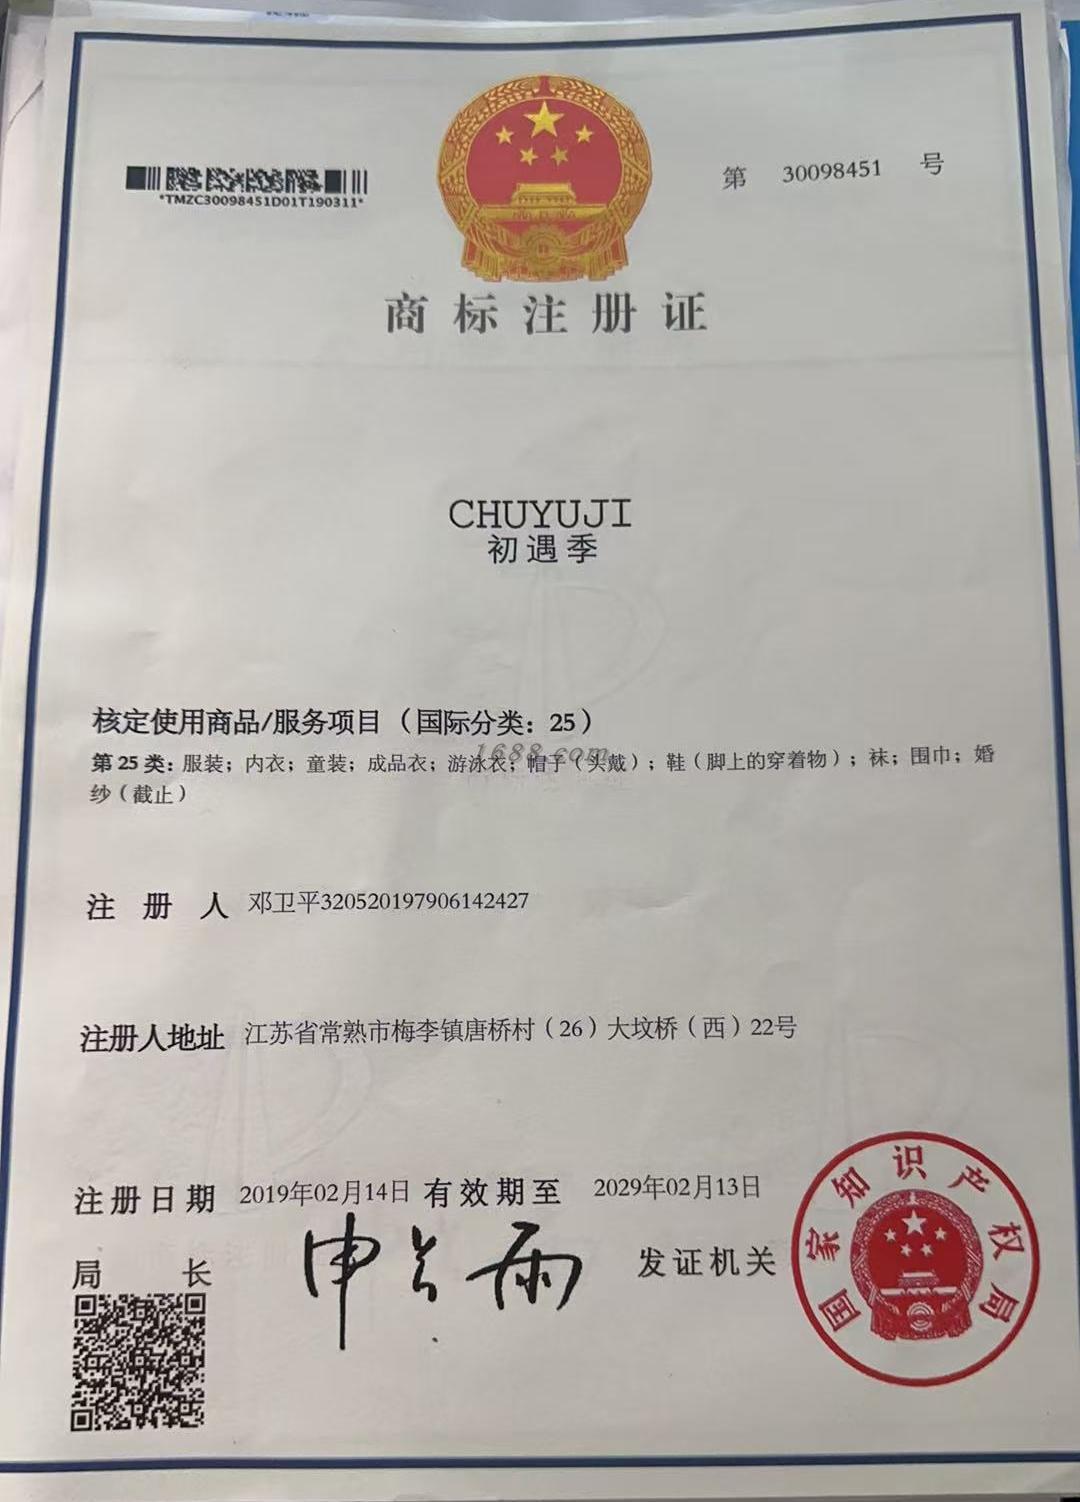 *TMZC30098451D01T190311*
第 30098451 号
商标注册证
CHUYUJI
初遇季
核定使用商品/服务项目（国际分类：25）
1688.com
第25类：服装；内衣；童装；成品衣；游泳衣；帽子（头戴）；鞋（脚上的穿着物）；袜；围巾；婚
纱（截止）
注册人 邓卫平320520197906142427
注册人地址 江苏省常熟市梅李镇唐桥村（26）大坟桥（西）22号
注册日期 2019年02月14日 有效期至 2029年02月13日
局长 申长雨 发证机关
国家知识产权局